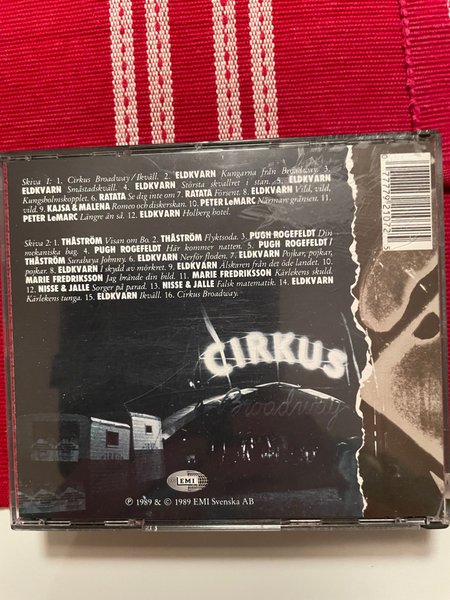 Skiva 1: 1. Cirkus Broadway/Ikväll. 2. ELDKVARN Kungarna från Broadway. 3.
ELDKVARN Småstadskväll. 4. ELDKVARN Största skvallret i stan. 5. ELDKVARN
Kungsholmskopplet. 6. RATATA Se dig inte om. 7. RATATA Försent. 8. ELDKVARN Vild, vild,
vild. 9. KAJSA & MALENA Romeo och diskerskan. 10. PETER LeMARC Närmare gränsen. 11.
PETER LeMARC Längre än så. 12. ELDKVARN Holberg hotel.
Skiva 2: 1. THÅSTRÖM Visan om Bo. 2. THÅSTRÖM Flyktsoda. 3. PUGH ROGEFELDT Din
mekaniska bug. 4. PUGH ROGEFELDT Här kommer natten. 5. PUGH ROGEFELDT/
THÅSTRÖM Surabaya Johnny. 6. ELDKVARN Nerför floden. 7. ELDKVARN Pojkar, pojkar,
pojkar. 8. ELDKVARN I skydd av mörkret. 9. ELDKVARN Älskaren från det öde landet. 10.
MARIE FREDRIKSSON Jag brände din bild. 11. MARIE FREDRIKSSON Kärlekens skuld.
12. NISSE & JALLE Sorger på parad. 13. NISSE & JALLE Falsk matematik. 14. ELDKVARN
Kärlekens tunga. 15. ELDKVARN Ikväll. 16. Cirkus Broadway.
0 77779 21072 5
CIRKUS
Broadway
EMI
℗ 1989 & © 1989 EMI Svenska AB